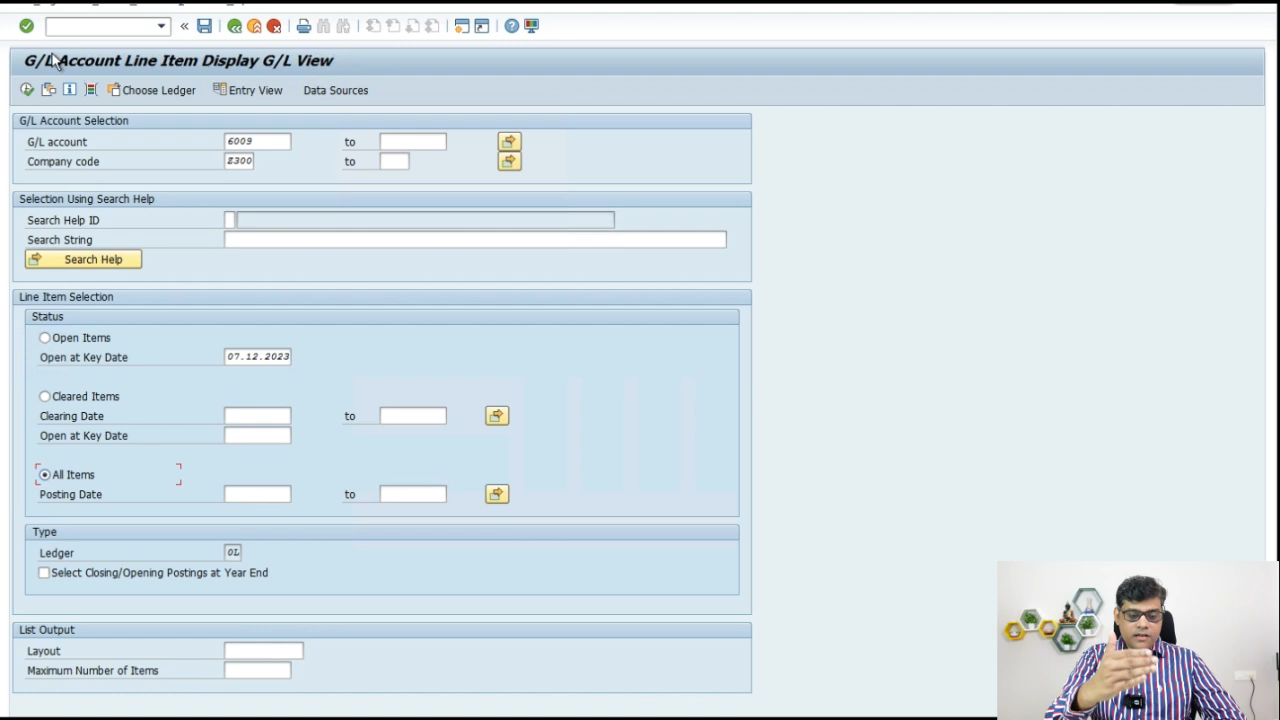 G/L Account Line Item Display G/L View
Choose Ledger Entry View Data Sources
G/L Account Selection
G/L account 6009 to
Company code Z300 to
Selection Using Search Help
Search Help ID
Search String
Search Help
Line Item Selection
Status
Open Items
Open at Key Date 07.12.2023
Cleared Items
Clearing Date to
Open at Key Date
All Items
Posting Date to
Type
Ledger 0L
Select Closing/Opening Postings at Year End
List Output
Layout
Maximum Number of Items